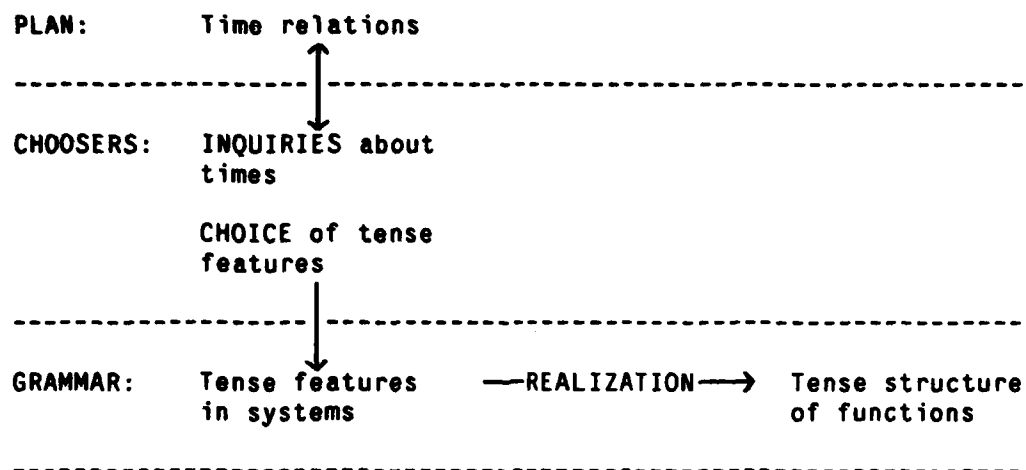 PLAN: Time relations
CHOOSERS: INQUIRIES about
times
CHOICE of tense
features
GRAMMAR: Tense features —REALIZATION→ Tense structure
in systems of functions